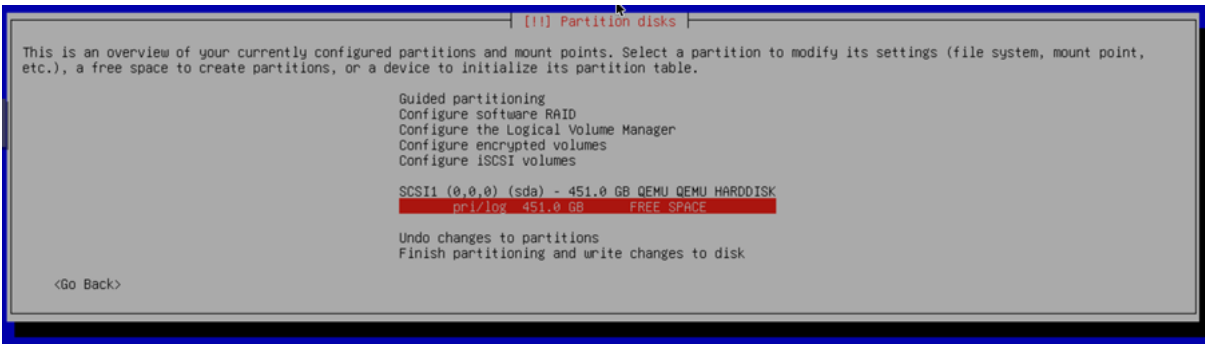 [!!] Partition disks
This is an overview of your currently configured partitions and mount points. Select a partition to modify its settings (file system, mount point,
etc.), a free space to create partitions, or a device to initialize its partition table.
Guided partitioning
Configure software RAID
Configure the Logical Volume Manager
Configure encrypted volumes
Configure iSCSI volumes
SCSI1 (0,0,0) (sda) - 451.0 GB QEMU QEMU HARDDISK
pri/log 451.0 GB FREE SPACE
Undo changes to partitions
Finish partitioning and write changes to disk
<Go Back>